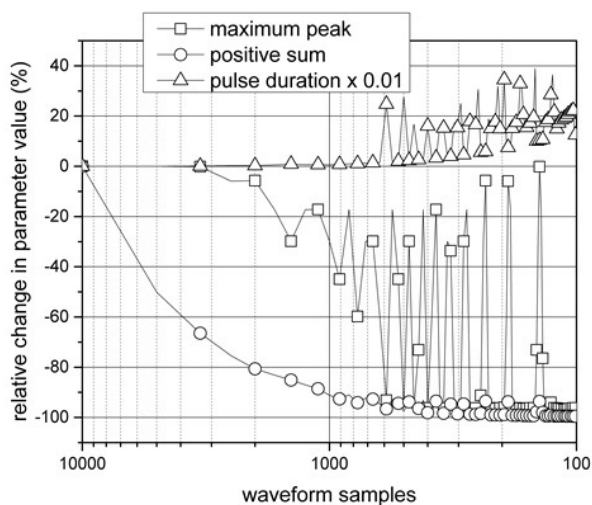 maximum peak
positive sum
pulse duration x 0.01
relative change in parameter value (%)
40
20
0
-20
-40
-60
-80
-100
10000
1000
100
waveform samples